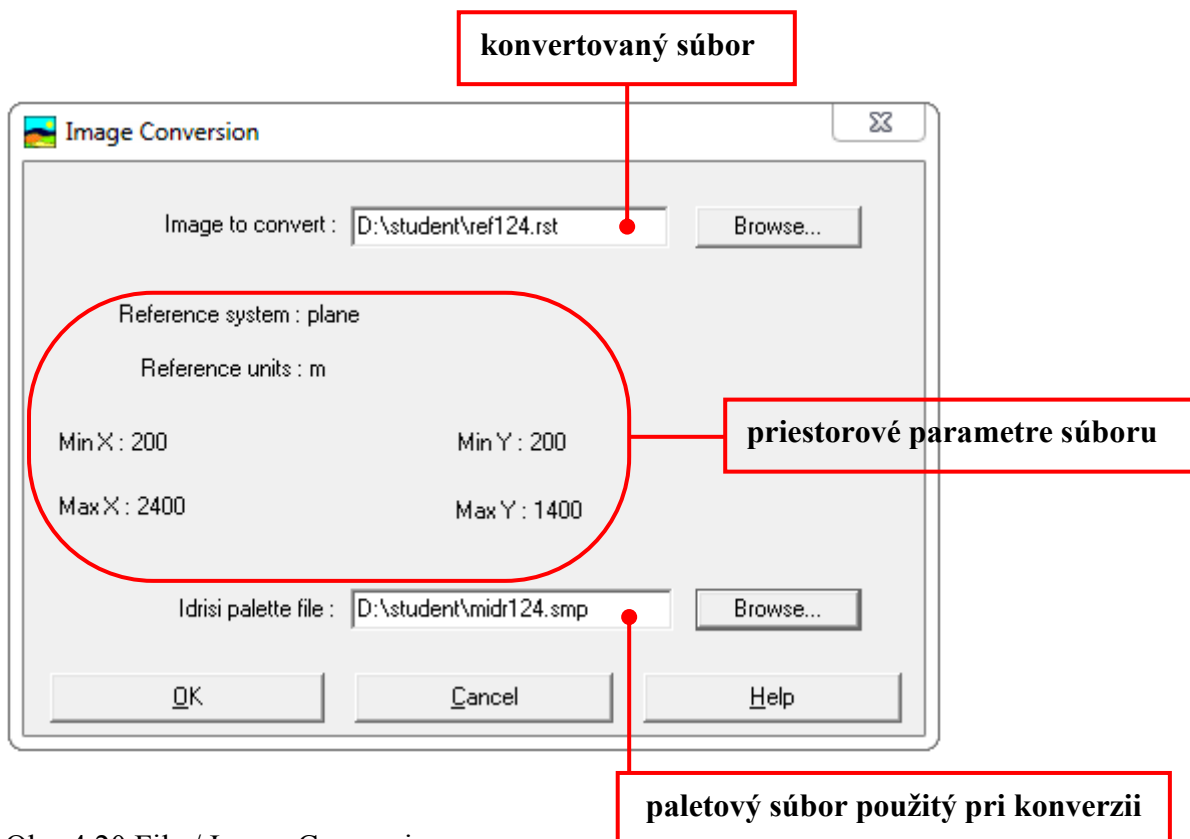 konvertovaný súbor
Image Conversion
Image to convert : D:\student\ref124.rst Browse...
Reference system : plane
Reference units : m
Min X : 200 Min Y : 200
priestorové parametre súboru
Max X : 2400 Max Y : 1400
Idrisi palette file : D:\student\midr124.smp Browse...
OK Cancel Help
paletový súbor použitý pri konverzii